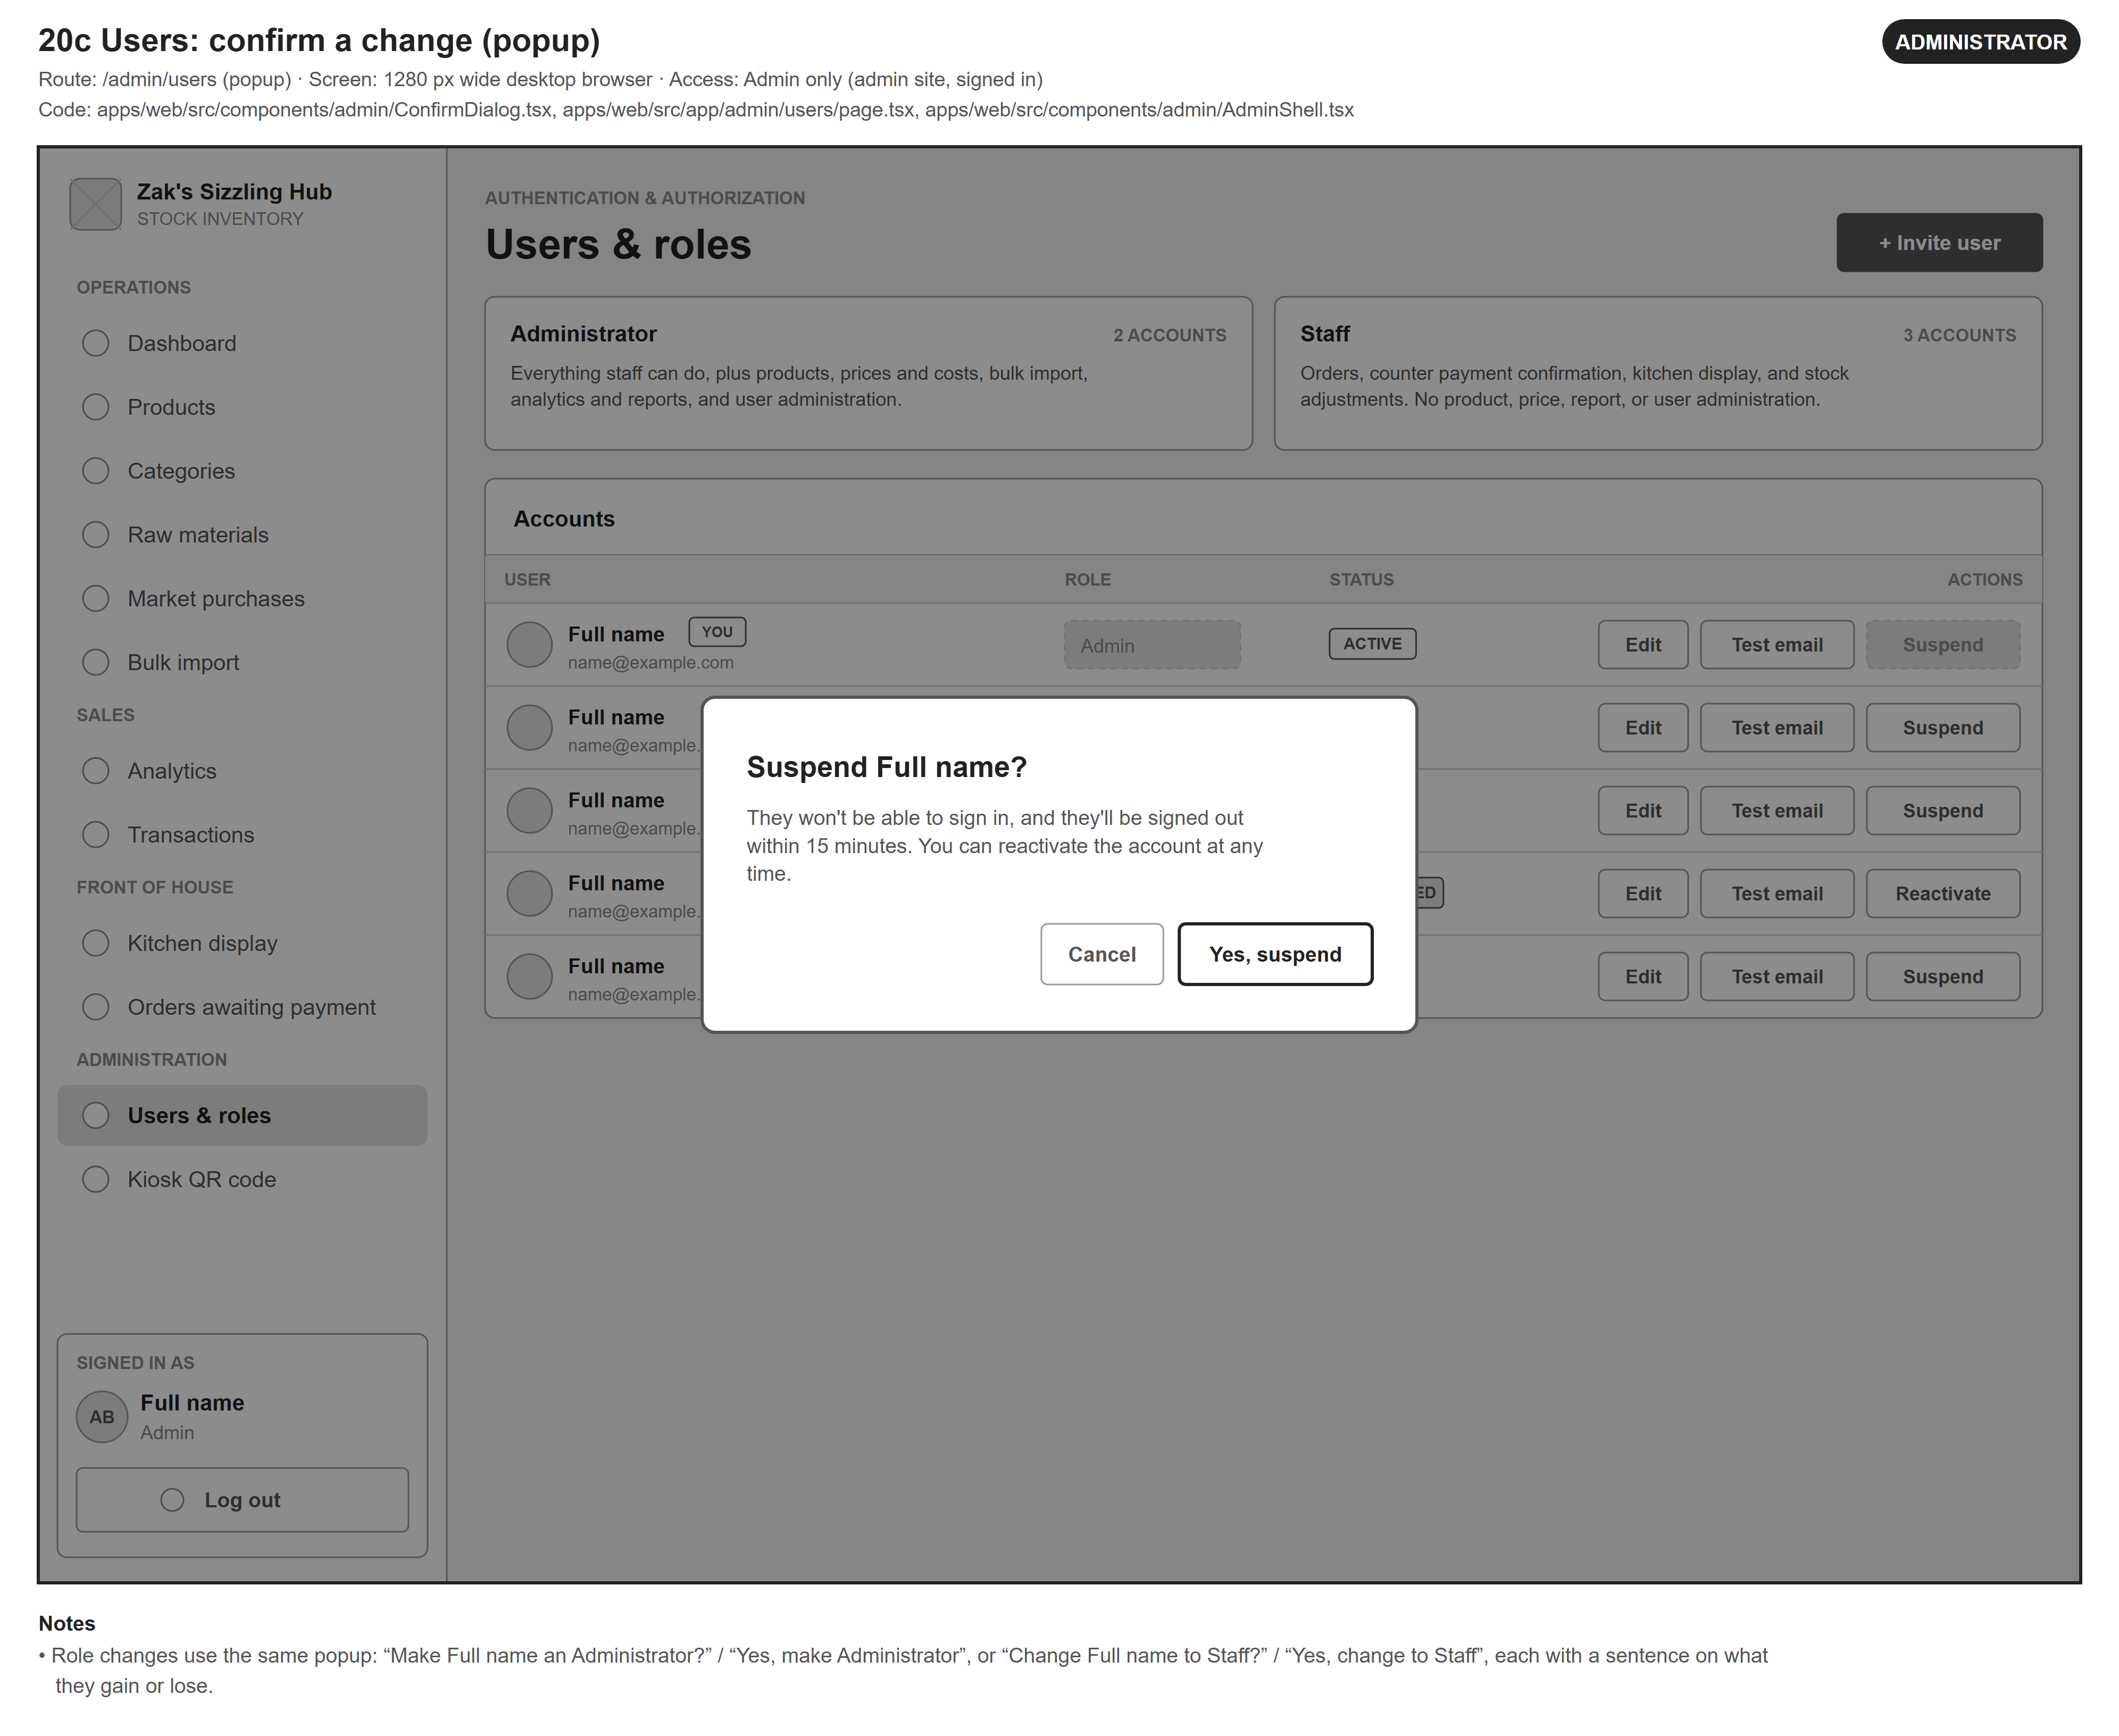 20c Users: confirm a change (popup)
ADMINISTRATOR
Route: /admin/users (popup) · Screen: 1280 px wide desktop browser · Access: Admin only (admin site, signed in)
Code: apps/web/src/components/admin/ConfirmDialog.tsx, apps/web/src/app/admin/users/page.tsx, apps/web/src/components/admin/AdminShell.tsx
Zak's Sizzling Hub
STOCK INVENTORY
OPERATIONS
Dashboard
Products
Categories
Raw materials
Market purchases
Bulk import
SALES
Analytics
Transactions
FRONT OF HOUSE
Kitchen display
Orders awaiting payment
ADMINISTRATION
Users & roles
Kiosk QR code
SIGNED IN AS
AB
Full name
Admin
Log out
AUTHENTICATION & AUTHORIZATION
Users & roles
+ Invite user
Administrator
2 ACCOUNTS
Everything staff can do, plus products, prices and costs, bulk import,
analytics and reports, and user administration.
Staff
3 ACCOUNTS
Orders, counter payment confirmation, kitchen display, and stock
adjustments. No product, price, report, or user administration.
Accounts
USER ROLE STATUS ACTIONS
Full name YOU
name@example.com
Admin
ACTIVE
Edit Test email Suspend
Full name
name@example.
Edit Test email Suspend
Full name
name@example.
Edit Test email Suspend
Full name
name@example.
ED
Edit Test email Reactivate
Full name
name@example.
Edit Test email Suspend
Suspend Full name?
They won't be able to sign in, and they'll be signed out
within 15 minutes. You can reactivate the account at any
time.
Cancel
Yes, suspend
Notes
• Role changes use the same popup: “Make Full name an Administrator?” / “Yes, make Administrator”, or “Change Full name to Staff?” / “Yes, change to Staff”, each with a sentence on what
they gain or lose.